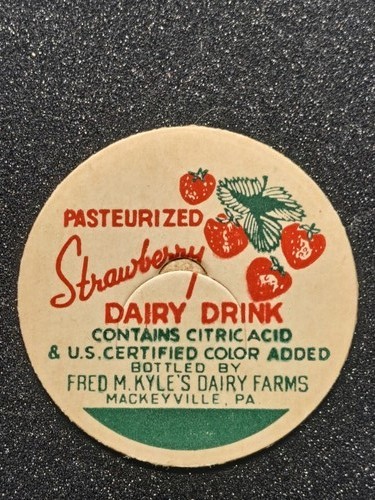 PASTEURIZED
Strawberry
DAIRY DRINK
CONTAINS CITRIC ACID
& U.S. CERTIFIED COLOR ADDED
BOTTLED BY
FRED M. KYLE'S DAIRY FARMS
MACKEYVILLE, PA